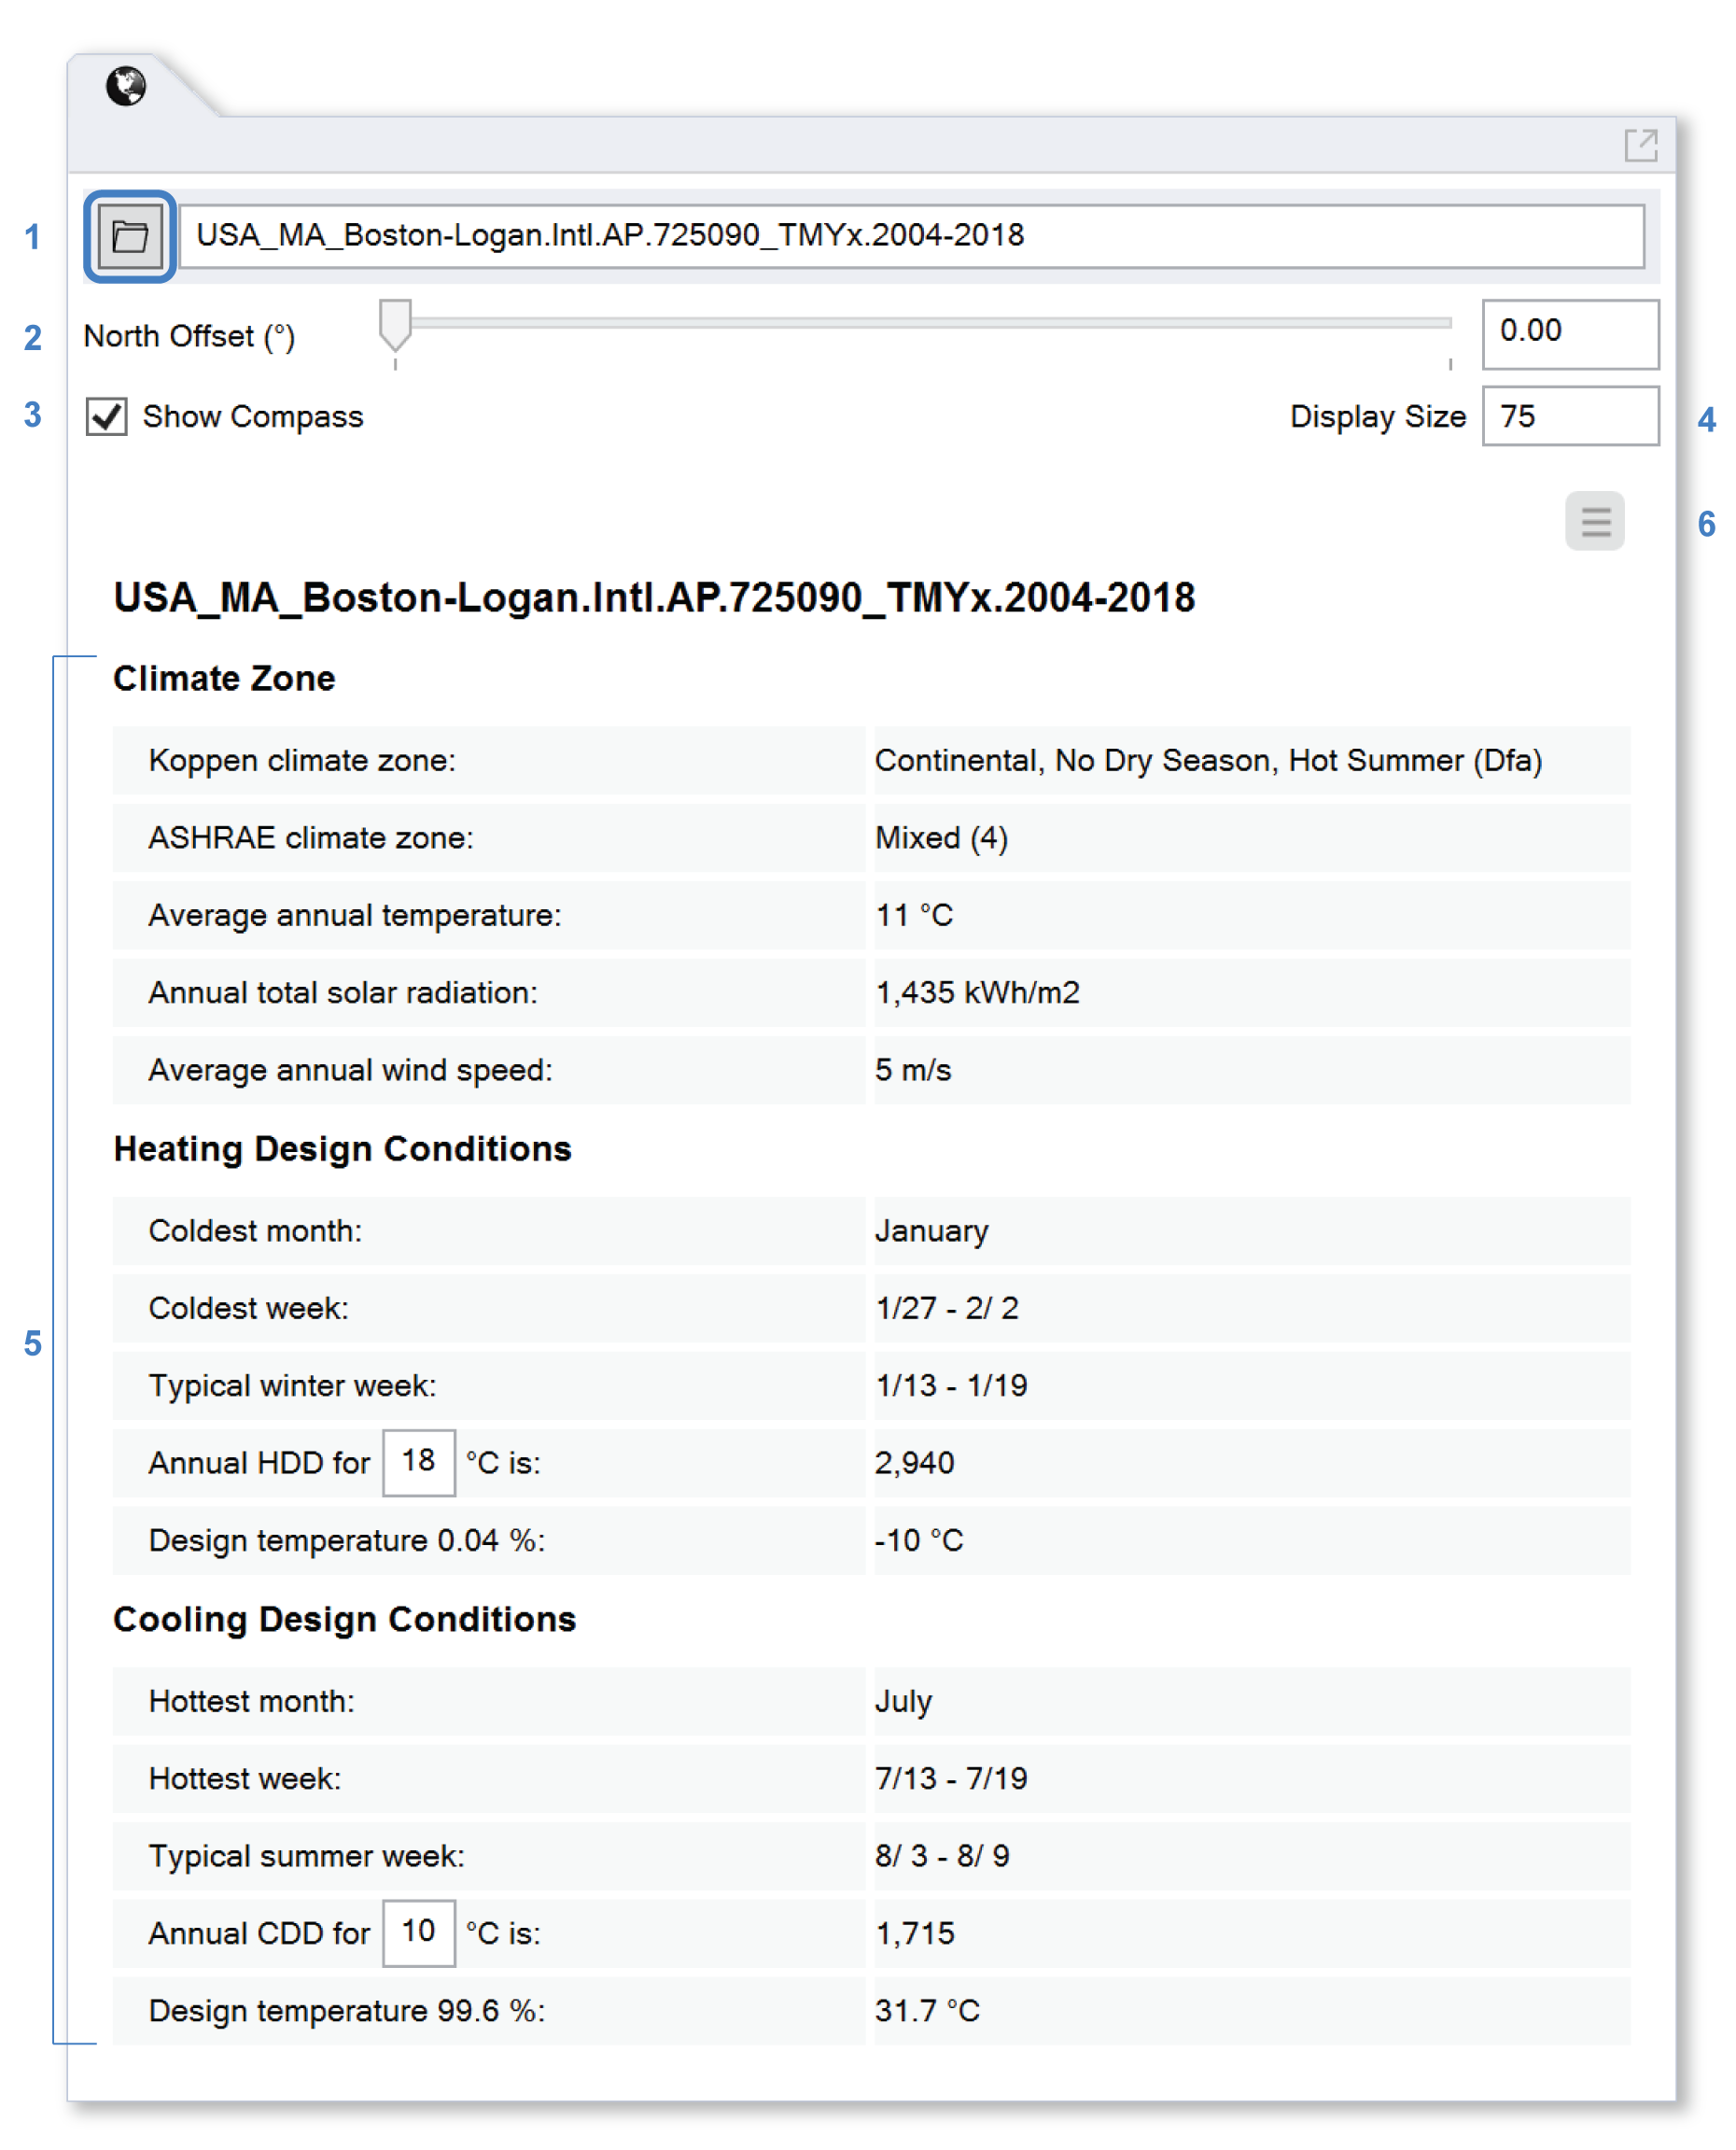 1 USA_MA_Boston-Logan.Intl.AP.725090_TMYx.2004-2018
2 North Offset (°) 0.00
3 Show Compass Display Size 75 4
6
USA_MA_Boston-Logan.Intl.AP.725090_TMYx.2004-2018
Climate Zone
Koppen climate zone: Continental, No Dry Season, Hot Summer (Dfa)
ASHRAE climate zone: Mixed (4)
Average annual temperature: 11 °C
Annual total solar radiation: 1,435 kWh/m2
Average annual wind speed: 5 m/s
Heating Design Conditions
Coldest month: January
Coldest week: 1/27 - 2/ 2
5
Typical winter week: 1/13 - 1/19
Annual HDD for 18 °C is: 2,940
Design temperature 0.04 %: -10 °C
Cooling Design Conditions
Hottest month: July
Hottest week: 7/13 - 7/19
Typical summer week: 8/ 3 - 8/ 9
Annual CDD for 10 °C is: 1,715
Design temperature 99.6 %: 31.7 °C